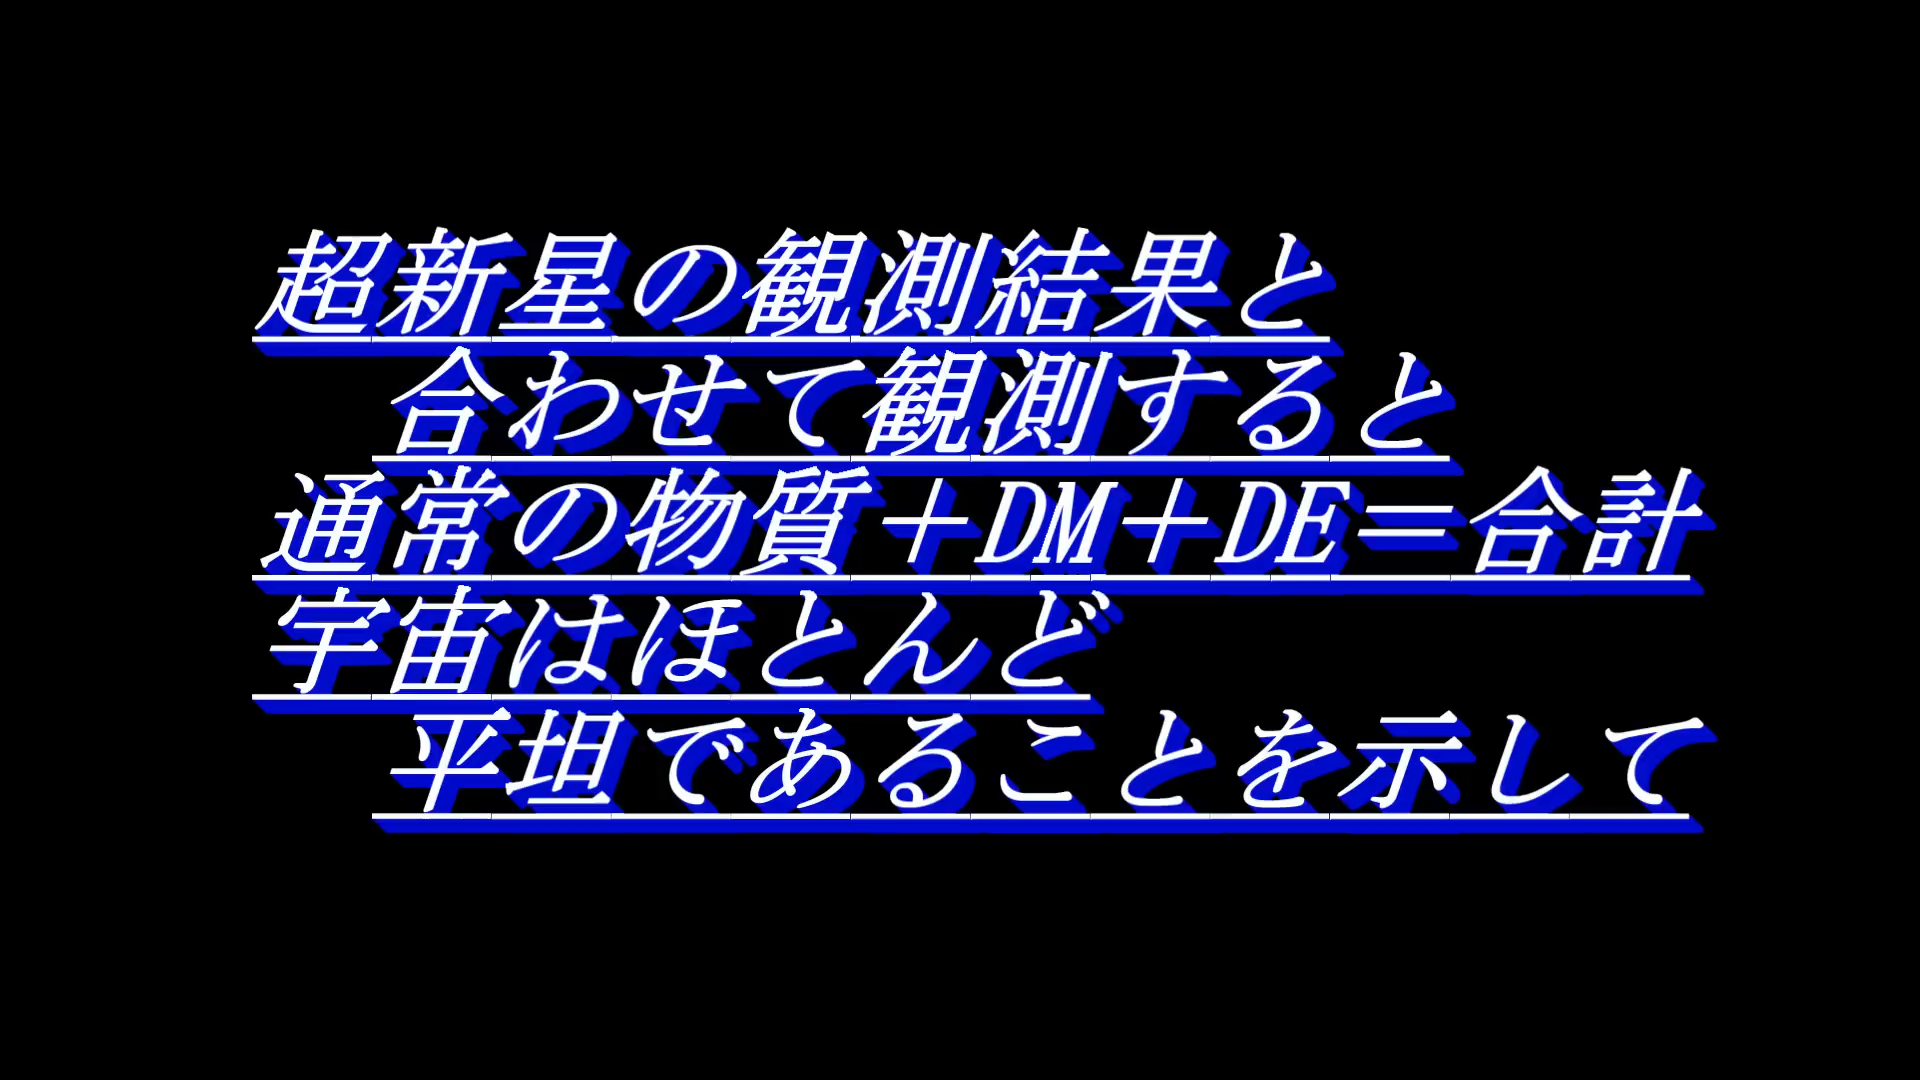 超新星の観測結果と
合わせて観測すると
通常の物質＋DM＋DE＝合計
宇宙はほとんど
平坦であることを示して